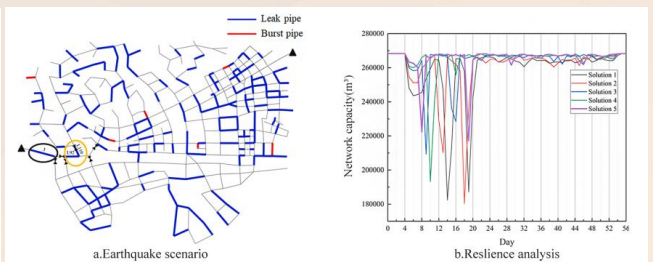 Leak pipe
Burst pipe
a.Earthquake scenario
Network capacity(m³)
280000
260000
240000
220000
200000
180000
Solution 1
Solution 2
Solution 3
Solution 4
Solution 5
0 4 8 12 16 20 24 28 32 36 40 44 48 52 56
Day
b.Reslience analysis